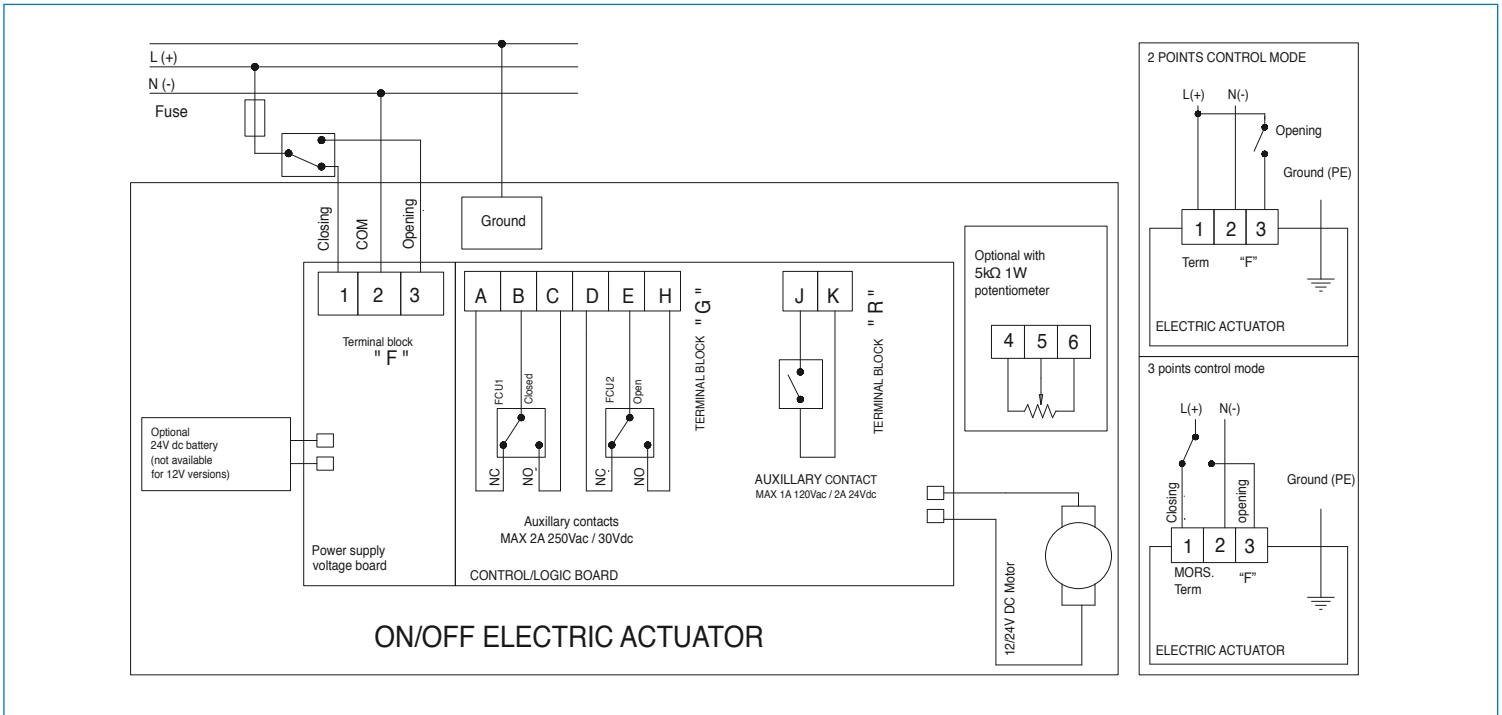 L (+)
N (-)
Fuse
Closing
COM
Opening
Ground
1 2 3
Terminal block
" F "
A B C D E H
TERMINAL BLOCK " G "
FCU1
Closed
FCU2
Open
NC
NO
NC
NO
Auxillary contacts
MAX 2A 250Vac / 30Vdc
J K
TERMINAL BLOCK " R "
AUXILLARY CONTACT
MAX 1A 120Vac / 2A 24Vdc
Optional with
5kΩ 1W
potentiometer
4 5 6
Optional
24V dc battery
(not available
for 12V versions)
Power supply
voltage board
CONTROL/LOGIC BOARD
12/24V DC Motor
ON/OFF ELECTRIC ACTUATOR
2 POINTS CONTROL MODE
L(+) N(-)
Opening
Ground (PE)
1 2 3
Term "F"
ELECTRIC ACTUATOR
3 points control mode
L(+) N(-)
Ground (PE)
Closing
opening
1 2 3
MORS.
Term "F"
ELECTRIC ACTUATOR